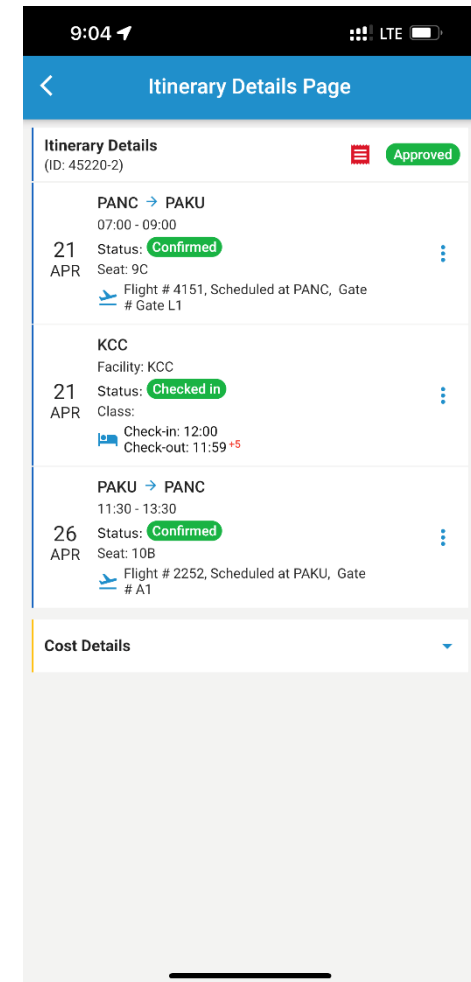 9:04
LTE
Itinerary Details Page
Itinerary Details
(ID: 45220-2)
Approved
PANC → PAKU
07:00 - 09:00
21
APR
Status: Confirmed
Seat: 9C
Flight # 4151, Scheduled at PANC, Gate
# Gate L1
KCC
Facility: KCC
21
APR
Status: Checked in
Class:
Check-in: 12:00
Check-out: 11:59 +5
PAKU → PANC
11:30 - 13:30
26
APR
Status: Confirmed
Seat: 10B
Flight # 2252, Scheduled at PAKU, Gate
# A1
Cost Details